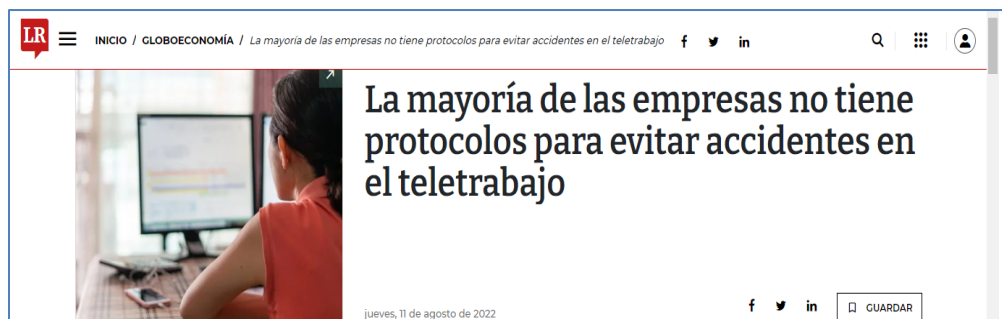 LR INICIO / GLOBOECONOMÍA / La mayoría de las empresas no tiene protocolos para evitar accidentes en el teletrabajo
La mayoría de las empresas no tiene
protocolos para evitar accidentes en
el teletrabajo
jueves, 11 de agosto de 2022
GUARDAR